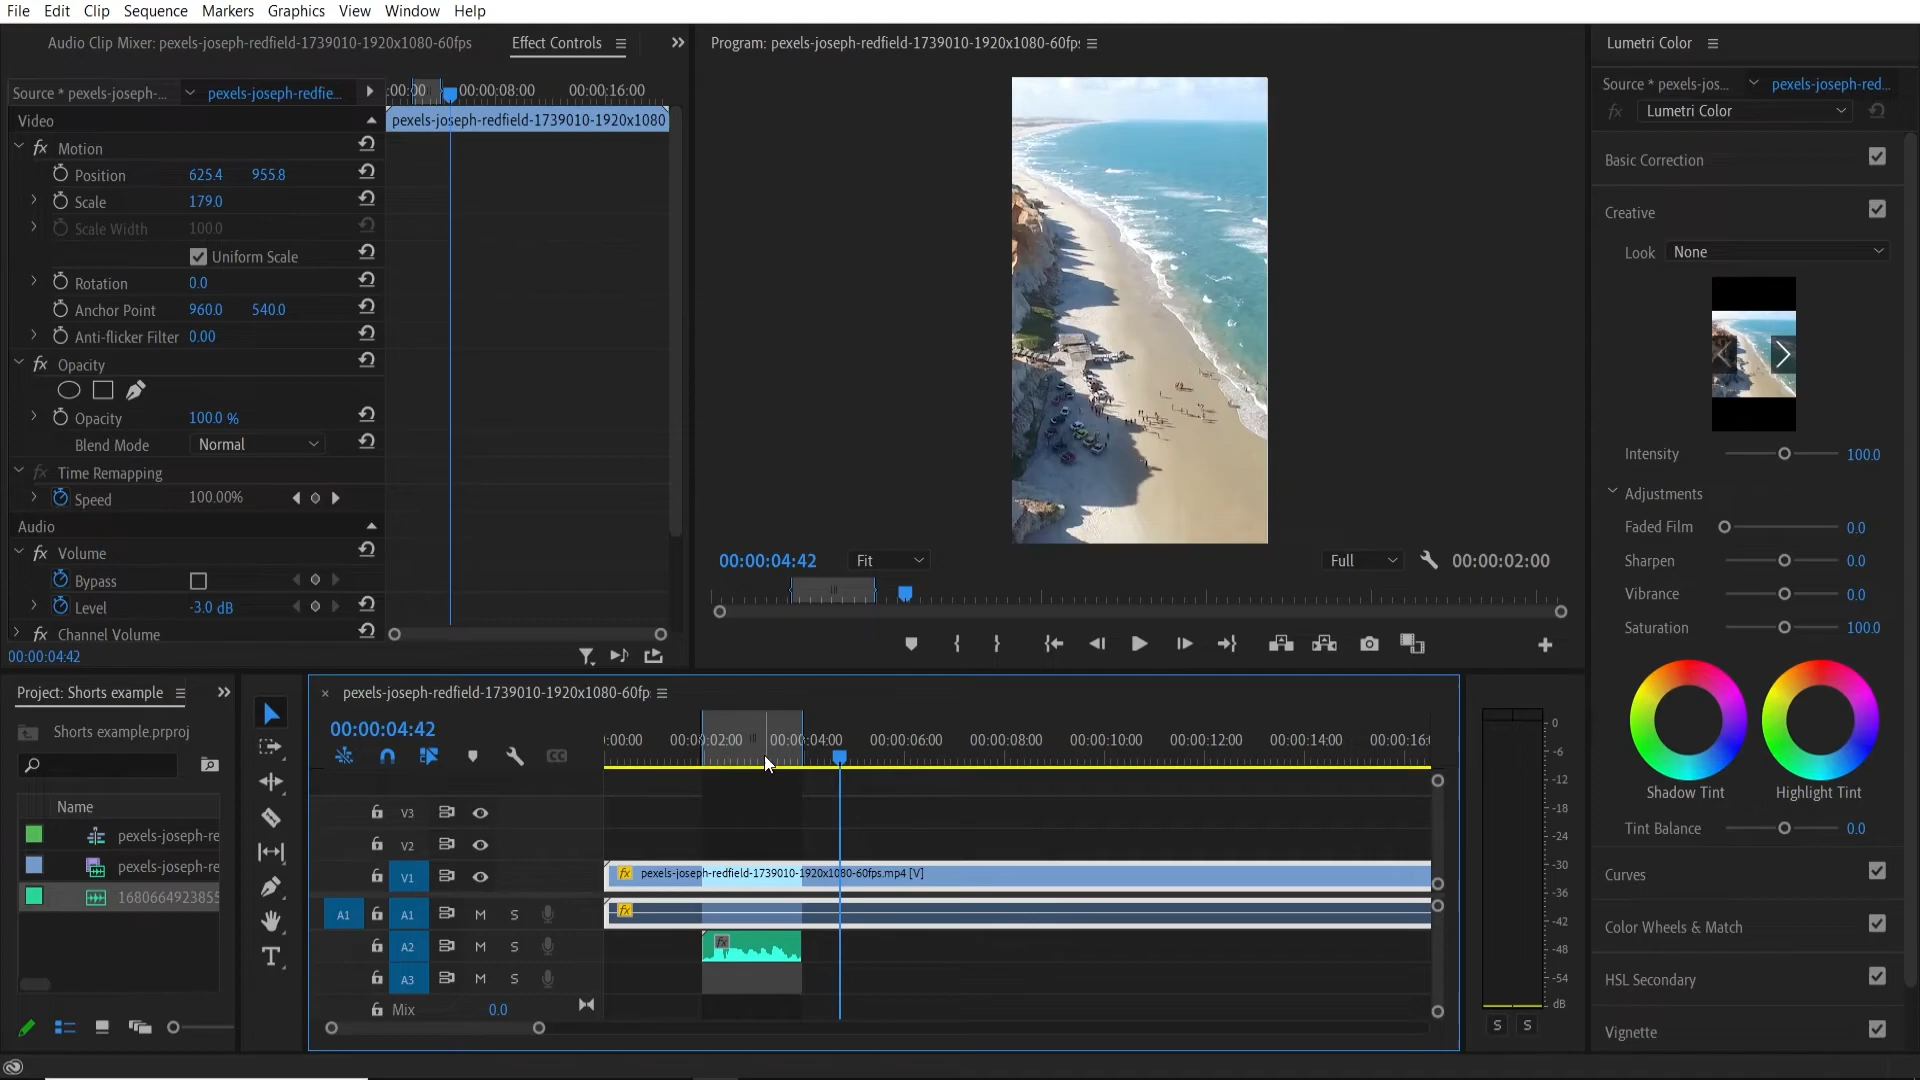 File Edit Clip Sequence Markers Graphics View Window Help
Audio Clip Mixer: pexels-joseph-redfield-1739010-1920x1080-60fps
Effect Controls
Source * pexels-joseph-...
pexels-joseph-redfie...
:00:00 00:00:08:00 00:00:16:00
Video
pexels-joseph-redfield-1739010-1920x1080
fx Motion
Position 625.4 955.8
Scale 179.0
Scale Width 100.0
Uniform Scale
Rotation 0.0
Anchor Point 960.0 540.0
Anti-flicker Filter 0.00
fx Opacity
Opacity 100.0 %
Blend Mode Normal
fx Time Remapping
Speed 100.00%
Audio
fx Volume
Bypass
Level -3.0 dB
fx Channel Volume
00:00:04:42
Program: pexels-joseph-redfield-1739010-1920x1080-60fp
00:00:04:42 Fit Full 00:00:02:00
Lumetri Color
Source * pexels-jos... pexels-joseph-red...
fx Lumetri Color
Basic Correction
Creative
Look None
Intensity 100.0
Adjustments
Faded Film 0.0
Sharpen 0.0
Vibrance 0.0
Saturation 100.0
Shadow Tint Highlight Tint
Tint Balance 0.0
Curves
Color Wheels & Match
HSL Secondary
Vignette
Project: Shorts example
Shorts example.prproj
Name
pexels-joseph-re
pexels-joseph-re
1680664923855
pexels-joseph-redfield-1739010-1920x1080-60fp
00:00:04:42
:00:00 00:00:02:00 00:00:04:00 00:00:06:00 00:00:08:00 00:00:10:00 00:00:12:00 00:00:14:00 00:00:16:
V3
V2
V1 fx pexels-joseph-redfield-1739010-1920x1080-60fps.mp4 [V]
A1 A1 M S fx
A2 M S fx
A3 M S
Mix 0.0
0
-6
-12
-18
-24
-30
-36
-42
-48
-54
dB
S S